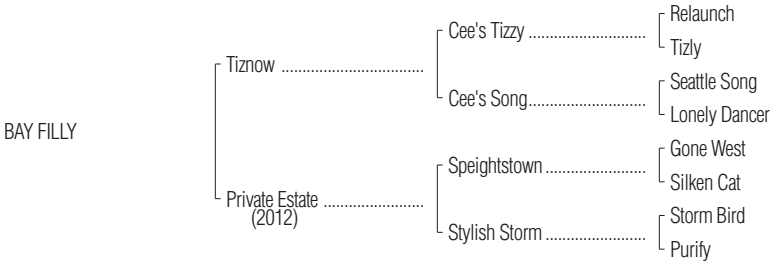 Relaunch
Cee's Tizzy
Tizly
Tiznow
Seattle Song
Cee's Song
Lonely Dancer
BAY FILLY
Gone West
Speightstown
Silken Cat
Private Estate
(2012)
Storm Bird
Stylish Storm
Purify